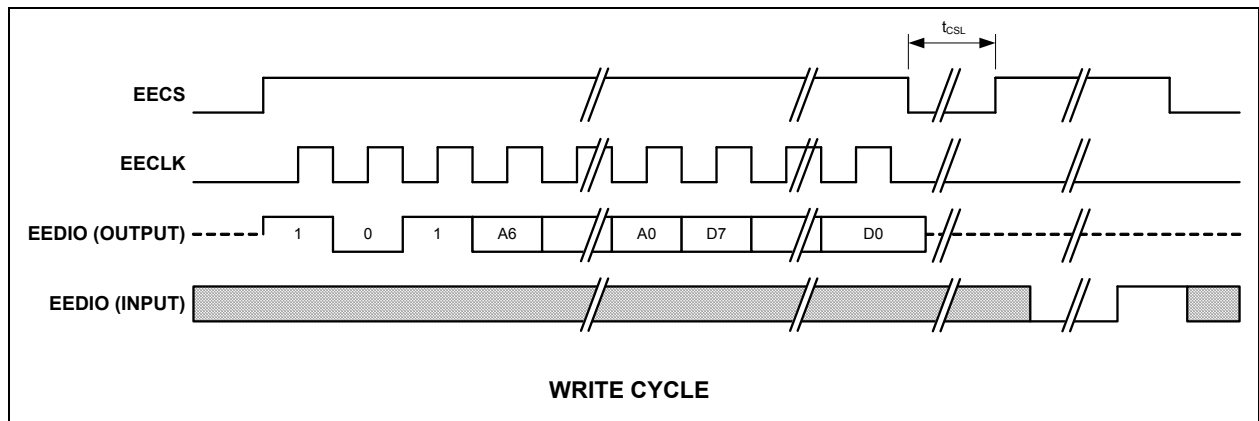 tCSL
EECS
EECLK
EEDIO (OUTPUT)
1 0 1 A6 A0 D7 D0
EEDIO (INPUT)
WRITE CYCLE